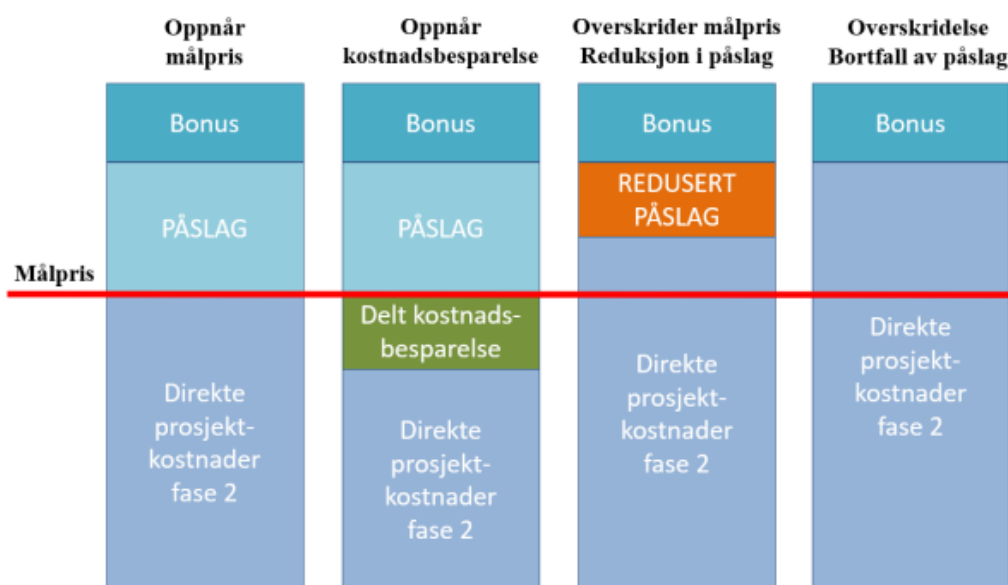 Oppnår
målpris
Oppnår
kostnadsbesparelse
Overskrider målpris
Reduksjon i påslag
Overskridelse
Bortfall av påslag
Bonus
Bonus
Bonus
Bonus
PÅSLAG
PÅSLAG
REDUSERT
PÅSLAG
Målpris
Delt kostnads-
besparelse
Direkte
prosjekt-
kostnader
fase 2
Direkte
prosjekt-
kostnader
fase 2
Direkte
prosjekt-
kostnader
fase 2
Direkte
prosjekt-
kostnader
fase 2